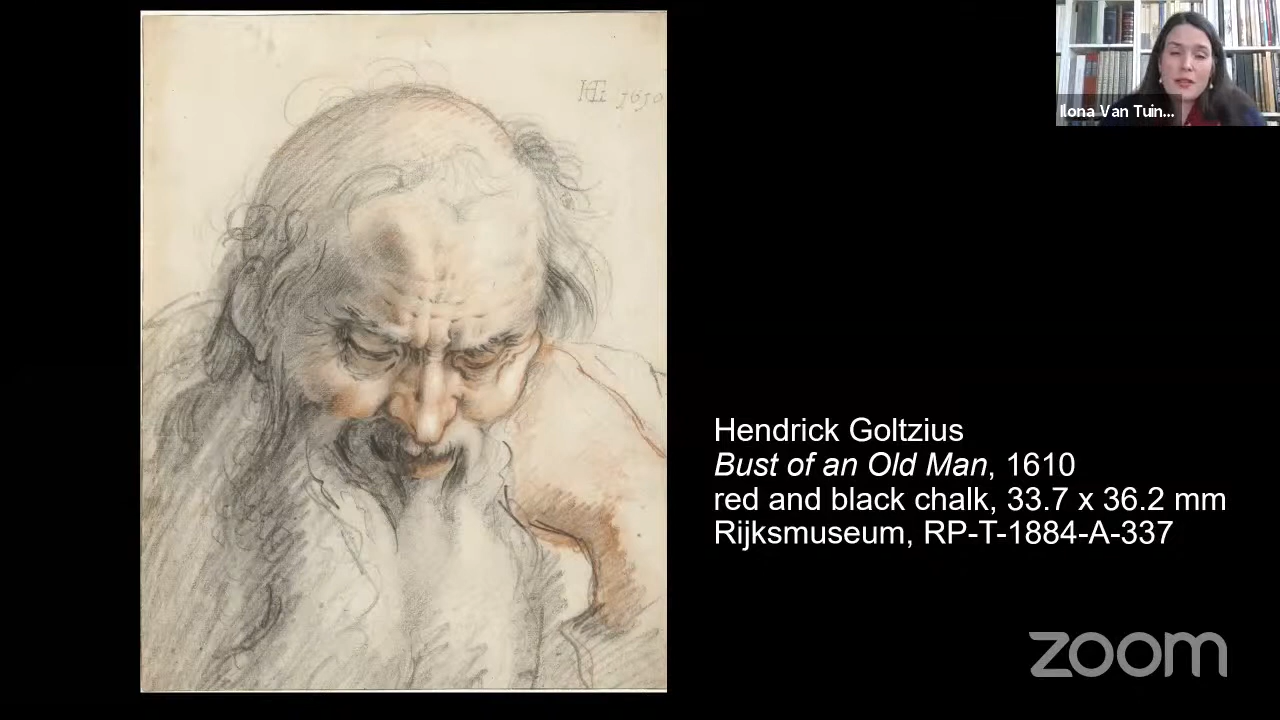 HG 1610
Ilona Van Tuin...
Hendrick Goltzius
Bust of an Old Man, 1610
red and black chalk, 33.7 x 36.2 mm
Rijksmuseum, RP-T-1884-A-337
zoom